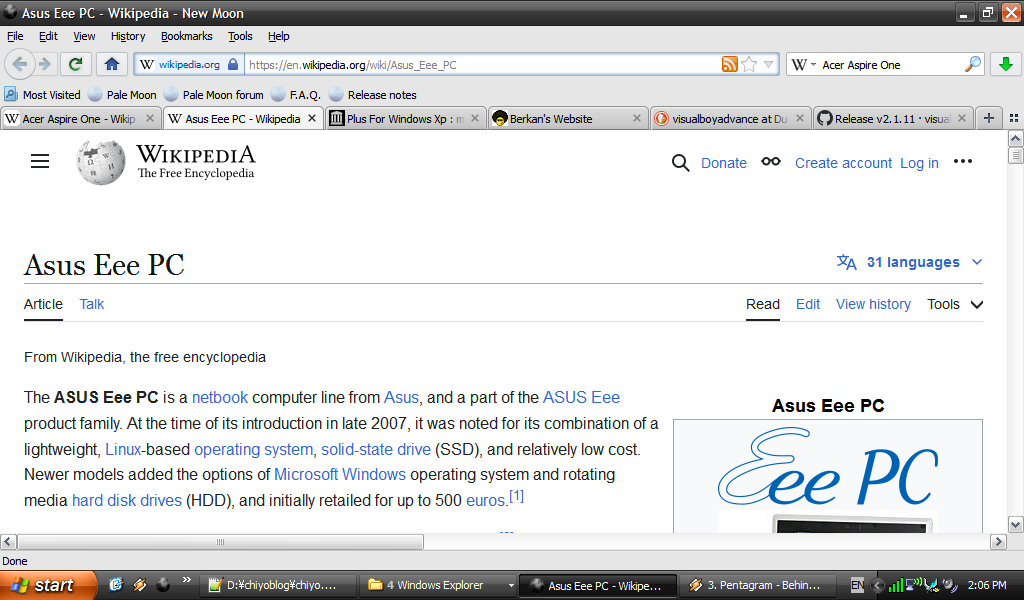 Asus Eee PC - Wikipedia - New Moon
File Edit View History Bookmarks Tools Help
W wikipedia.org https://en.wikipedia.org/wiki/Asus_Eee_PC W Acer Aspire One
Most Visited Pale Moon Pale Moon forum F.A.Q. Release notes
W Acer Aspire One - Wikip W Asus Eee PC - Wikipedia Plus For Windows Xp : m Berkan's Website visualboyadvance at Du Release v2.1.11 · visual
WIKIPEDIA
The Free Encyclopedia
Donate Create account Log in
Asus Eee PC
31 languages
Article Talk Read Edit View history Tools
From Wikipedia, the free encyclopedia
The ASUS Eee PC is a netbook computer line from Asus, and a part of the ASUS Eee
product family. At the time of its introduction in late 2007, it was noted for its combination of a
lightweight, Linux-based operating system, solid-state drive (SSD), and relatively low cost.
Newer models added the options of Microsoft Windows operating system and rotating
media hard disk drives (HDD), and initially retailed for up to 500 euros.[1]
Asus Eee PC
Eee PC
Done
start D:¥chiyoblog¥chiyo.... 4 Windows Explorer Asus Eee PC - Wikipe... 3. Pentagram - Behin... EN 2:06 PM